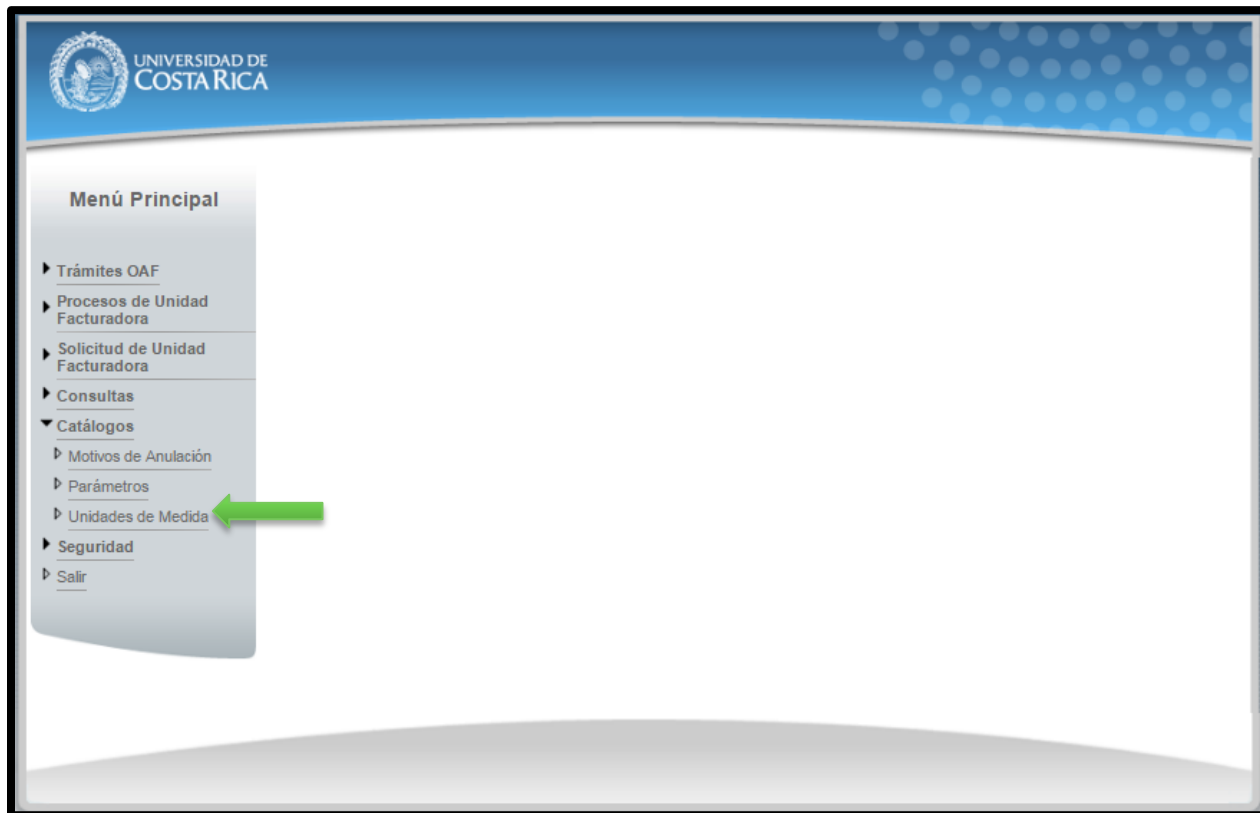 UNIVERSIDAD DE
COSTA RICA
Menú Principal
Trámites OAF
Procesos de Unidad
Facturadora
Solicitud de Unidad
Facturadora
Consultas
Catálogos
Motivos de Anulación
Parámetros
Unidades de Medida
Seguridad
Salir